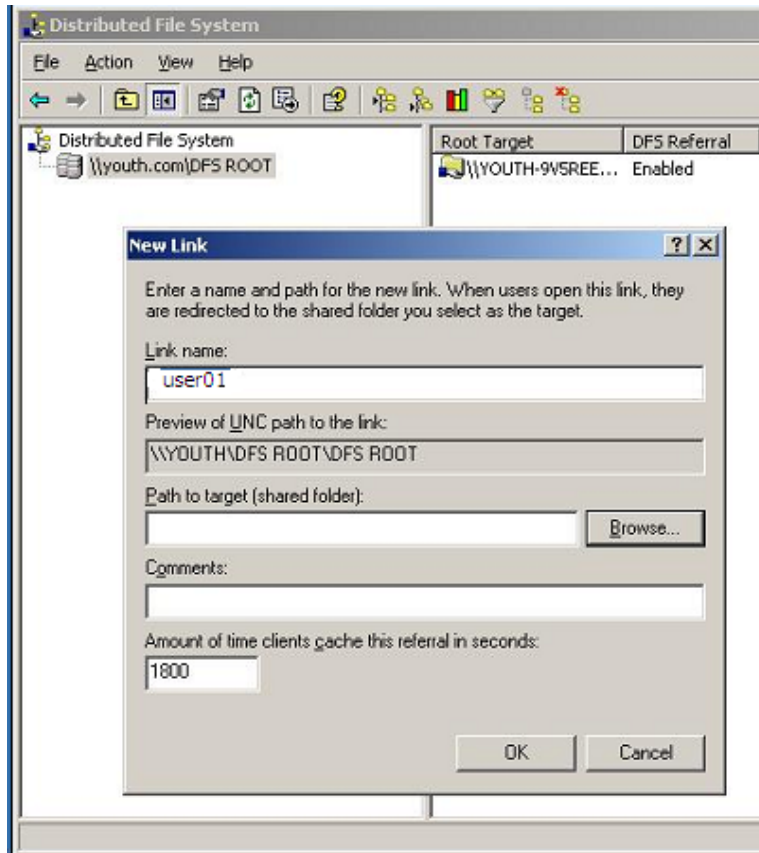 Distributed File System
File Action View Help
Distributed File System
\\youth.com\DFS ROOT
Root Target DFS Referral
\\YOUTH-9V5REE... Enabled
New Link
Enter a name and path for the new link. When users open this link, they
are redirected to the shared folder you select as the target.
Link name:
user01
Preview of UNC path to the link:
\\YOUTH\DFS ROOT\DFS ROOT
Path to target (shared folder):
Browse...
Comments:
Amount of time clients cache this referral in seconds:
1800
OK Cancel